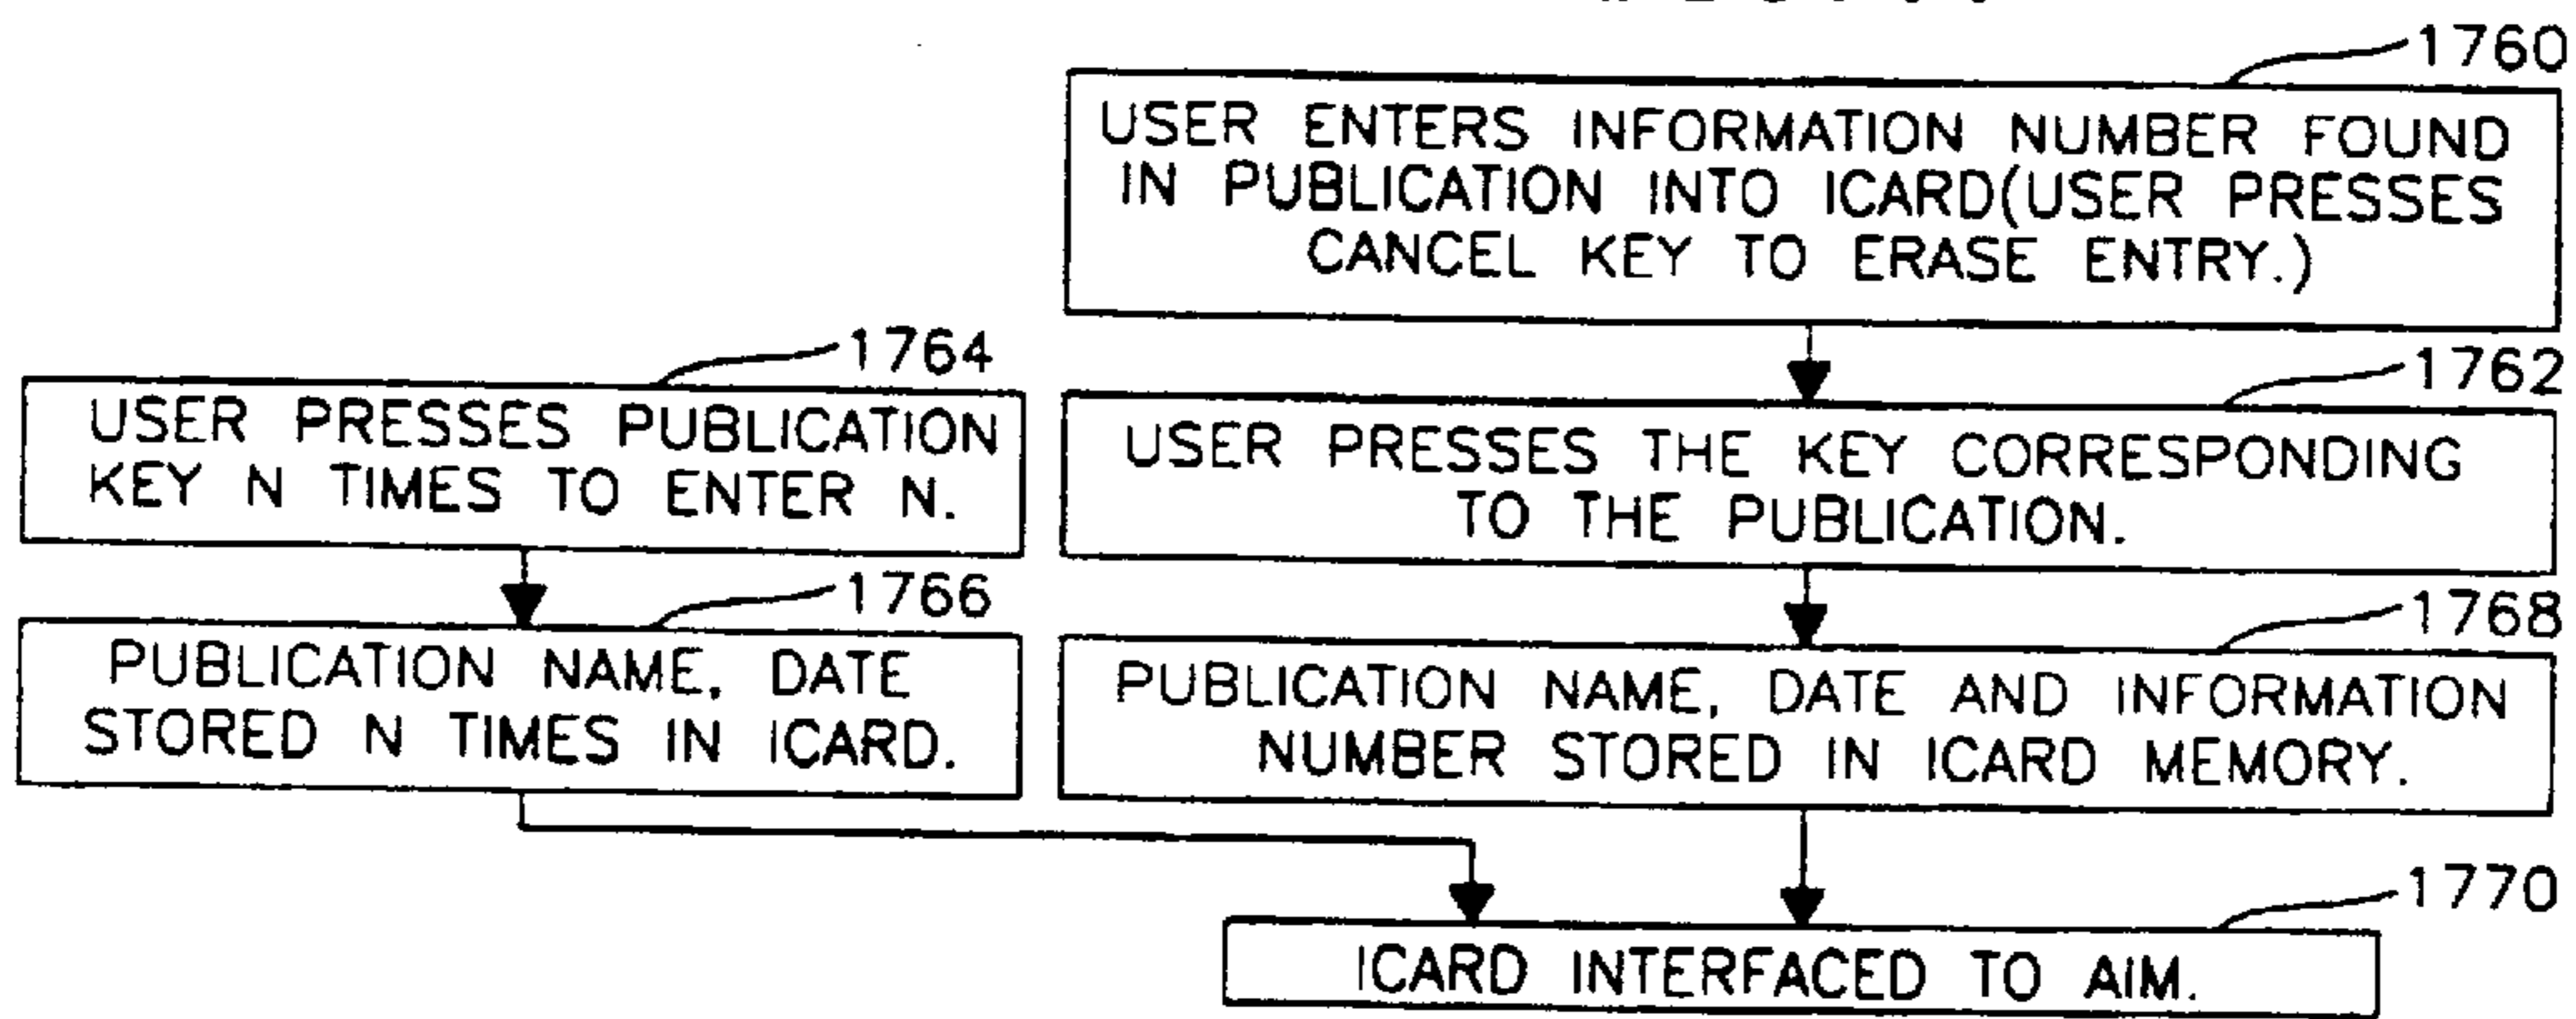 1760
USER ENTERS INFORMATION NUMBER FOUND
IN PUBLICATION INTO ICARD(USER PRESSES
CANCEL KEY TO ERASE ENTRY.)
1764
USER PRESSES PUBLICATION
KEY N TIMES TO ENTER N.
1762
USER PRESSES THE KEY CORRESPONDING
TO THE PUBLICATION.
1766
PUBLICATION NAME, DATE
STORED N TIMES IN ICARD.
1768
PUBLICATION NAME, DATE AND INFORMATION
NUMBER STORED IN ICARD MEMORY.
1770
ICARD INTERFACED TO AIM.